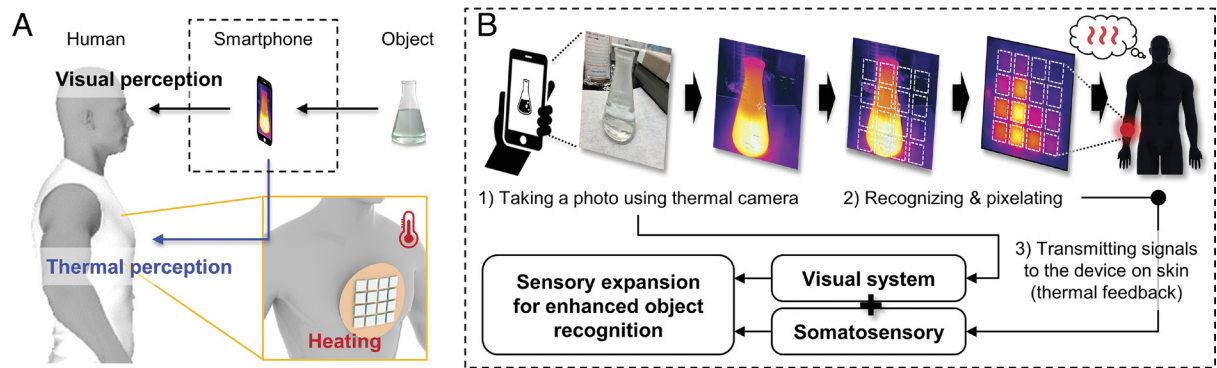 A
Human
Smartphone
Object
Visual perception
Thermal perception
Heating
B
1) Taking a photo using thermal camera
2) Recognizing & pixelating
3) Transmitting signals
to the device on skin
(thermal feedback)
Sensory expansion
for enhanced object
recognition
Visual system
+
Somatosensory